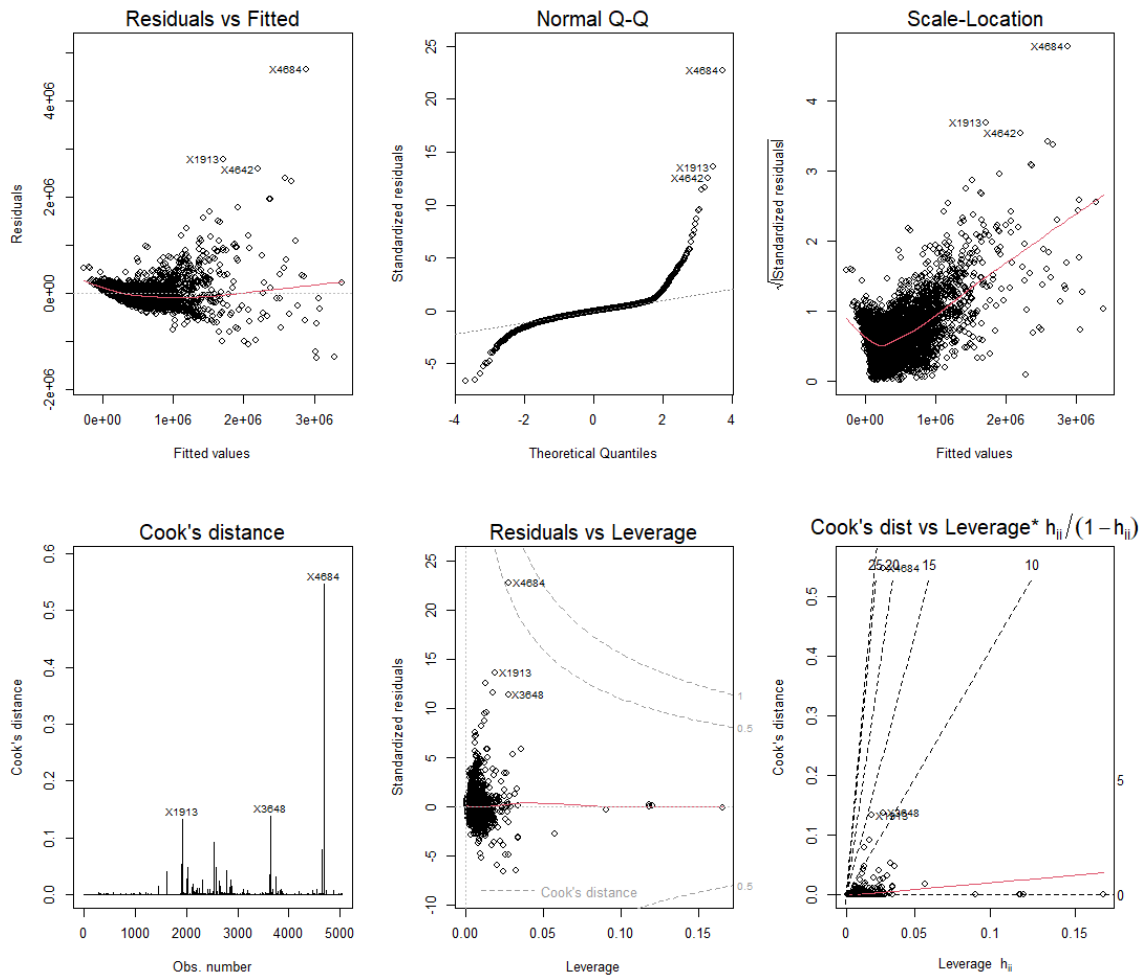 Residuals vs Fitted
Residuals
-2e+06 0e+00 2e+06 4e+06
X4684
X1913
X4642
0e+00 1e+06 2e+06 3e+06
Fitted values
Normal Q-Q
Standardized residuals
-5 0 5 10 15 20 25
X4684
X1913
X4642
-4 -2 0 2 4
Theoretical Quantiles
Scale-Location
√|Standardized residuals|
0 1 2 3 4
X4684
X1913
X4642
0e+00 1e+06 2e+06 3e+06
Fitted values
Cook's distance
Cook's distance
0.0 0.1 0.2 0.3 0.4 0.5 0.6
X4684
X1913
X3648
0 1000 2000 3000 4000 5000
Obs. number
Residuals vs Leverage
Standardized residuals
-10 -5 0 5 10 15 20 25
X4684
X1913
X3648
1
0.5
0.5
Cook's distance
0.00 0.05 0.10 0.15
Leverage
Cook's dist vs Leverage* hii/(1−hii)
Cook's distance
0.0 0.1 0.2 0.3 0.4 0.5
25 20 15 10
5
0
X4684
X3648
X1913
0 0.05 0.1 0.15
Leverage hii